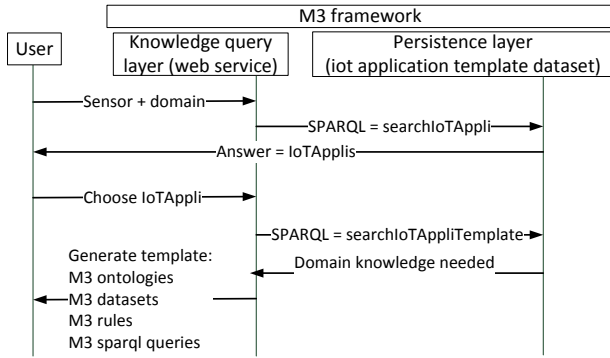 M3 framework
User
Knowledge query
layer (web service)
Persistence layer
(iot application template dataset)
Sensor + domain
SPARQL = searchIoTAppli
Answer = IoTApplis
Choose IoTAppli
SPARQL = searchIoTAppliTemplate
Domain knowledge needed
Generate template:
M3 ontologies
M3 datasets
M3 rules
M3 sparql queries